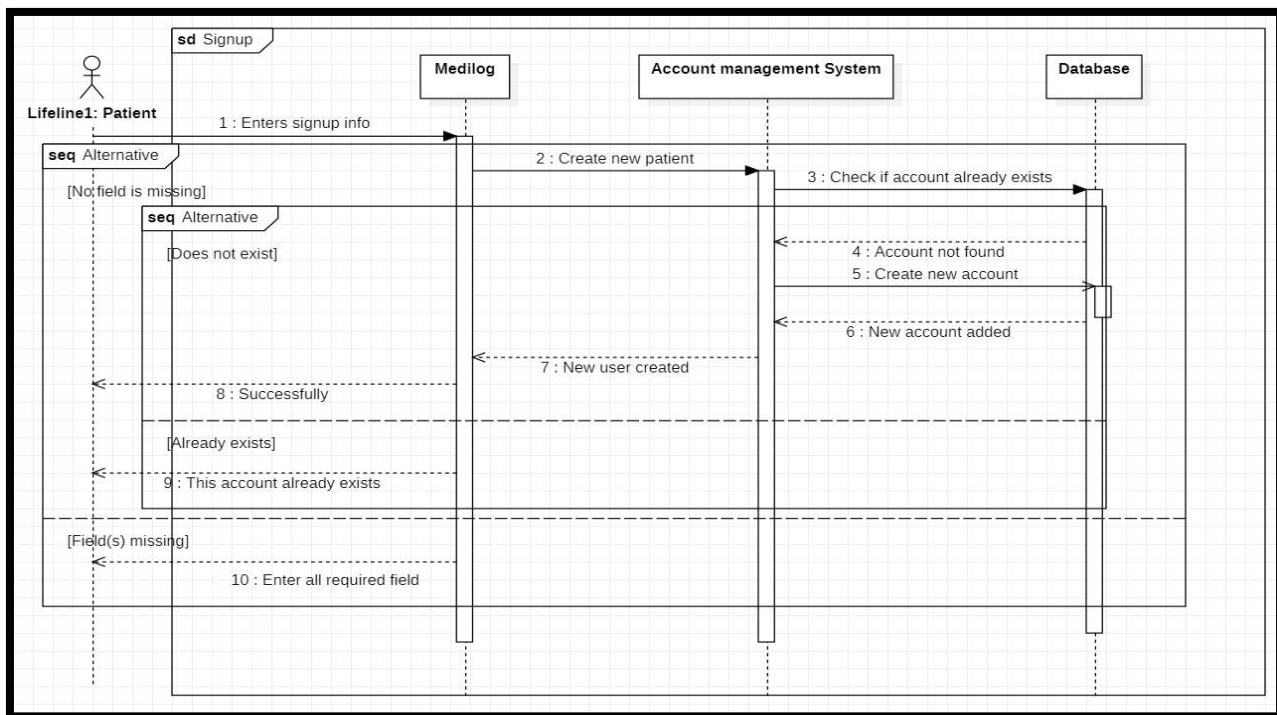 sd Signup
Medilog
Account management System
Database
Lifeline1: Patient
1 : Enters signup info
seq Alternative
2 : Create new patient
3 : Check if account already exists
[No field is missing]
seq Alternative
[Does not exist]
4 : Account not found
5 : Create new account
6 : New account added
7 : New user created
8 : Successfully
[Already exists]
9 : This account already exists
[Field(s) missing]
10 : Enter all required field